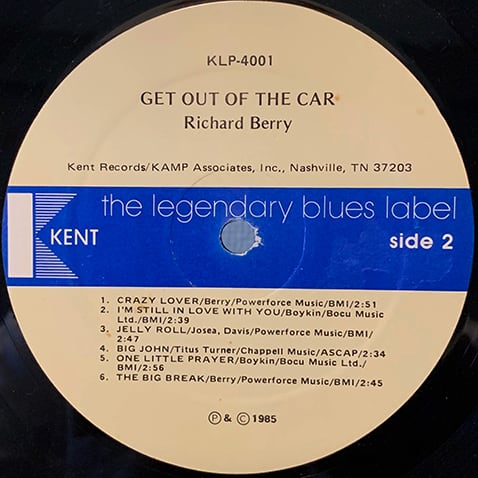 KLP-4001
GET OUT OF THE CAR
Richard Berry
Kent Records/KAMP Associates, Inc., Nashville, TN 37203
the legendary blues label
KENT
side 2
1. CRAZY LOVER/Berry/Powerforce Music/BMI/2:51
2. I'M STILL IN LOVE WITH YOU/Boykin/Bocu Music
Ltd./BMI/2:39
3. JELLY ROLL/Josea, Davis/Powerforce Music/BMI/
2:47
4. BIG JOHN/Titus Turner/Chappell Music/ASCAP/2:34
5. ONE LITTLE PRAYER/Boykin/Bocu Music Ltd./
BMI/2:56
6. THE BIG BREAK/Berry/Powerforce Music/BMI/2:45
Ⓟ & © 1985